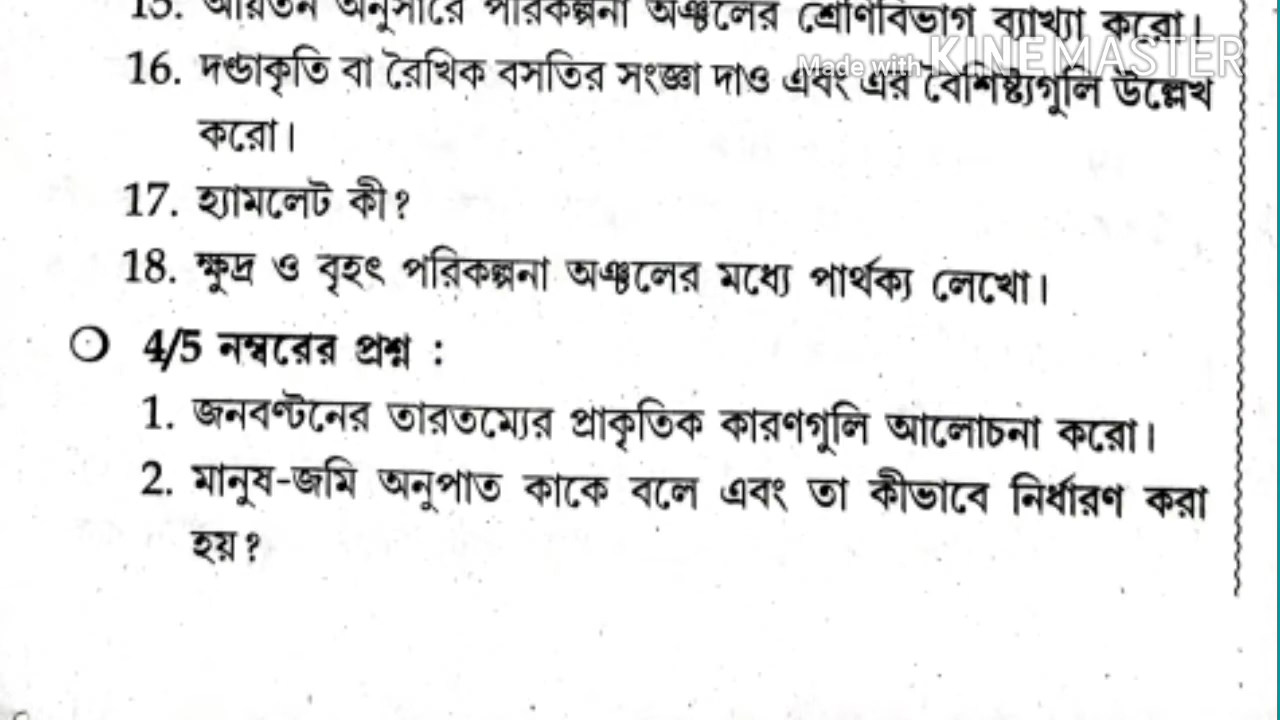 15. আয়তন অনুসারে পরিকল্পনা অঞ্চলের শ্রেণিবিভাগ ব্যাখ্যা করো।
Made with KINEMASTER
16. দণ্ডাকৃতি বা রৈখিক বসতির সংজ্ঞা দাও এবং এর বৈশিষ্ট্যগুলি উল্লেখ
করো।
17. হ্যামলেট কী?
18. ক্ষুদ্র ও বৃহৎ পরিকল্পনা অঞ্চলের মধ্যে পার্থক্য লেখো।
4/5 নম্বরের প্রশ্ন :
1. জনবণ্টনের তারতম্যের প্রাকৃতিক কারণগুলি আলোচনা করো।
2. মানুষ-জমি অনুপাত কাকে বলে এবং তা কীভাবে নির্ধারণ করা
হয়?